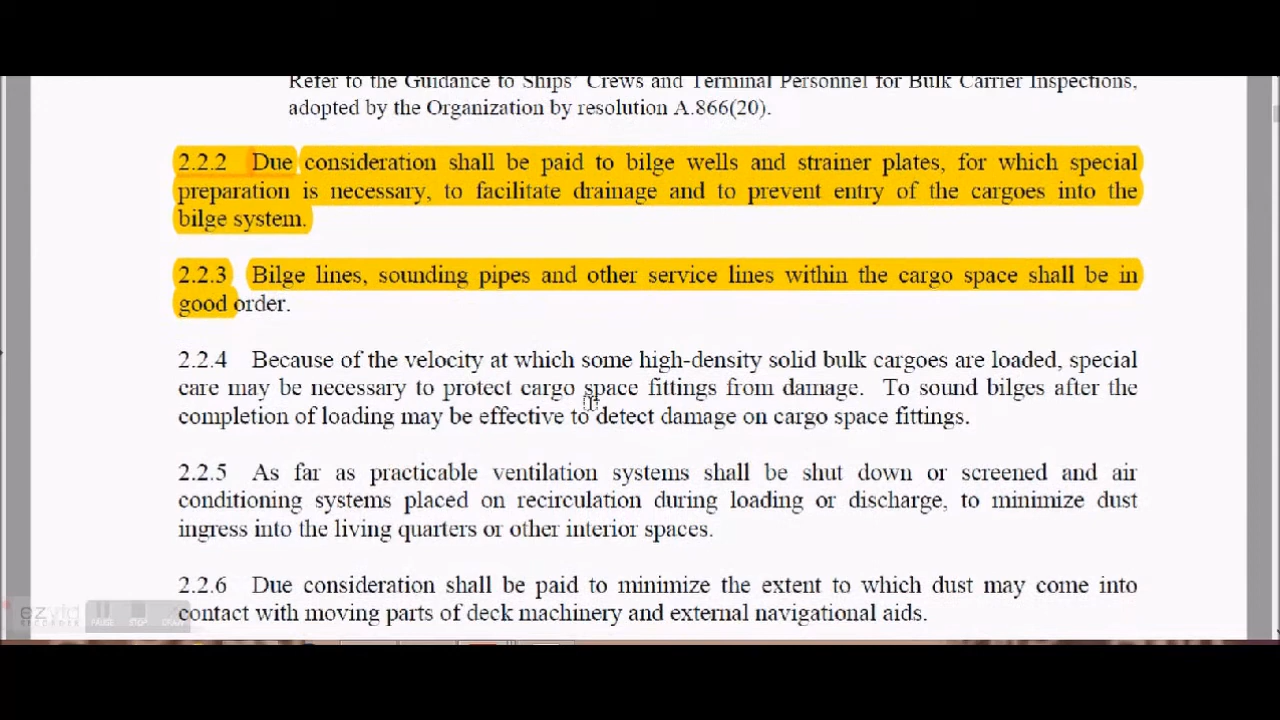 Refer to the Guidance to Ships' Crews and Terminal Personnel for Bulk Carrier Inspections,
adopted by the Organization by resolution A.866(20).
2.2.2 Due consideration shall be paid to bilge wells and strainer plates, for which special
preparation is necessary, to facilitate drainage and to prevent entry of the cargoes into the
bilge system.
2.2.3 Bilge lines, sounding pipes and other service lines within the cargo space shall be in
good order.
2.2.4 Because of the velocity at which some high-density solid bulk cargoes are loaded, special
care may be necessary to protect cargo space fittings from damage. To sound bilges after the
completion of loading may be effective to detect damage on cargo space fittings.
2.2.5 As far as practicable ventilation systems shall be shut down or screened and air
conditioning systems placed on recirculation during loading or discharge, to minimize dust
ingress into the living quarters or other interior spaces.
2.2.6 Due consideration shall be paid to minimize the extent to which dust may come into
contact with moving parts of deck machinery and external navigational aids.
ezvid
PAUSE STOP DRAW